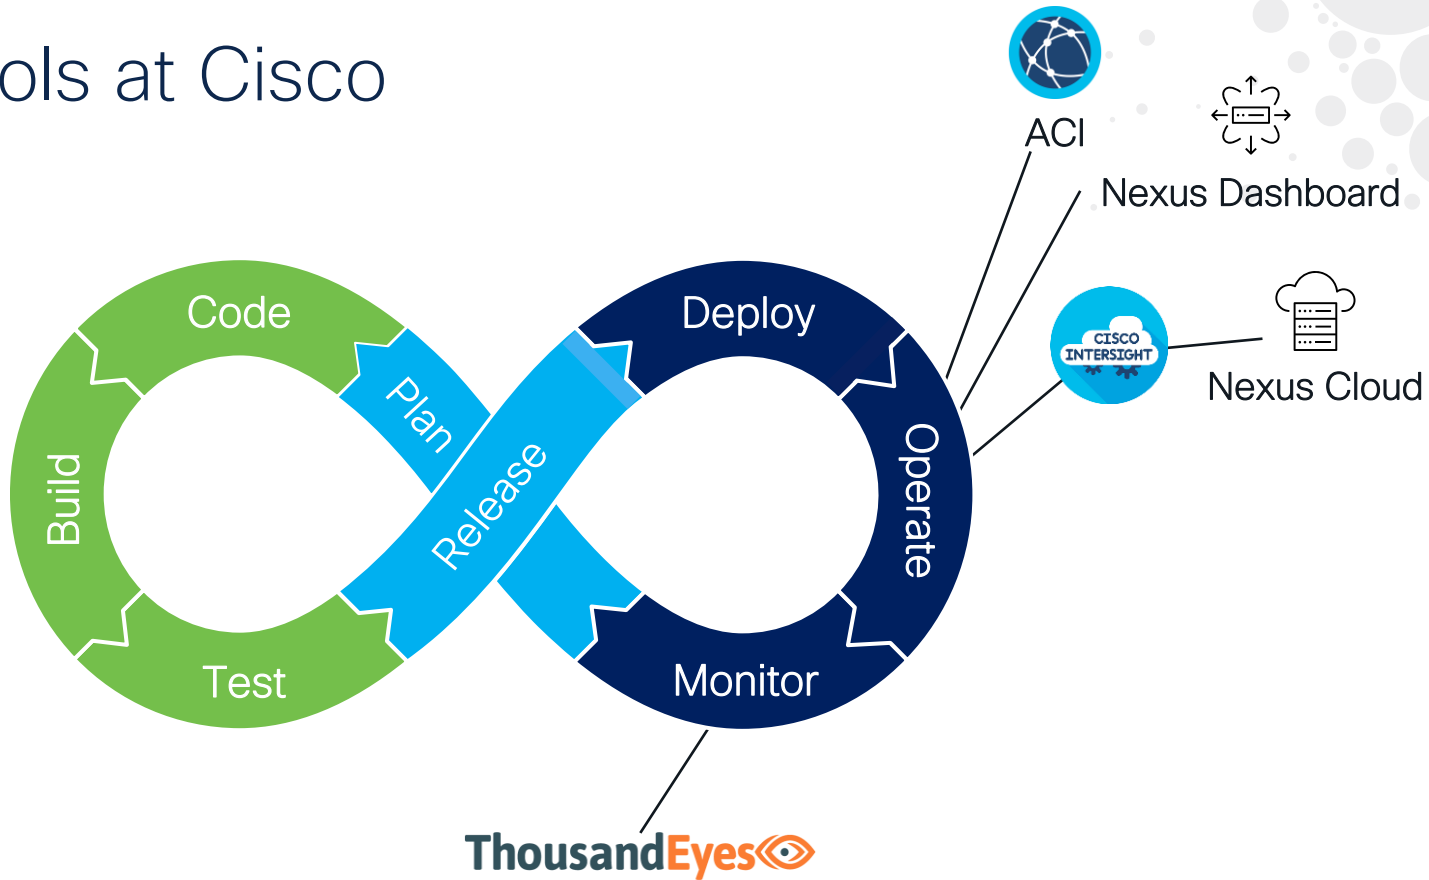 ols at Cisco
ACI
Nexus Dashboard
Code
Deploy
CISCO
INTERSIGHT
Nexus Cloud
Plan
Release
Build
Operate
Test
Monitor
ThousandEyes